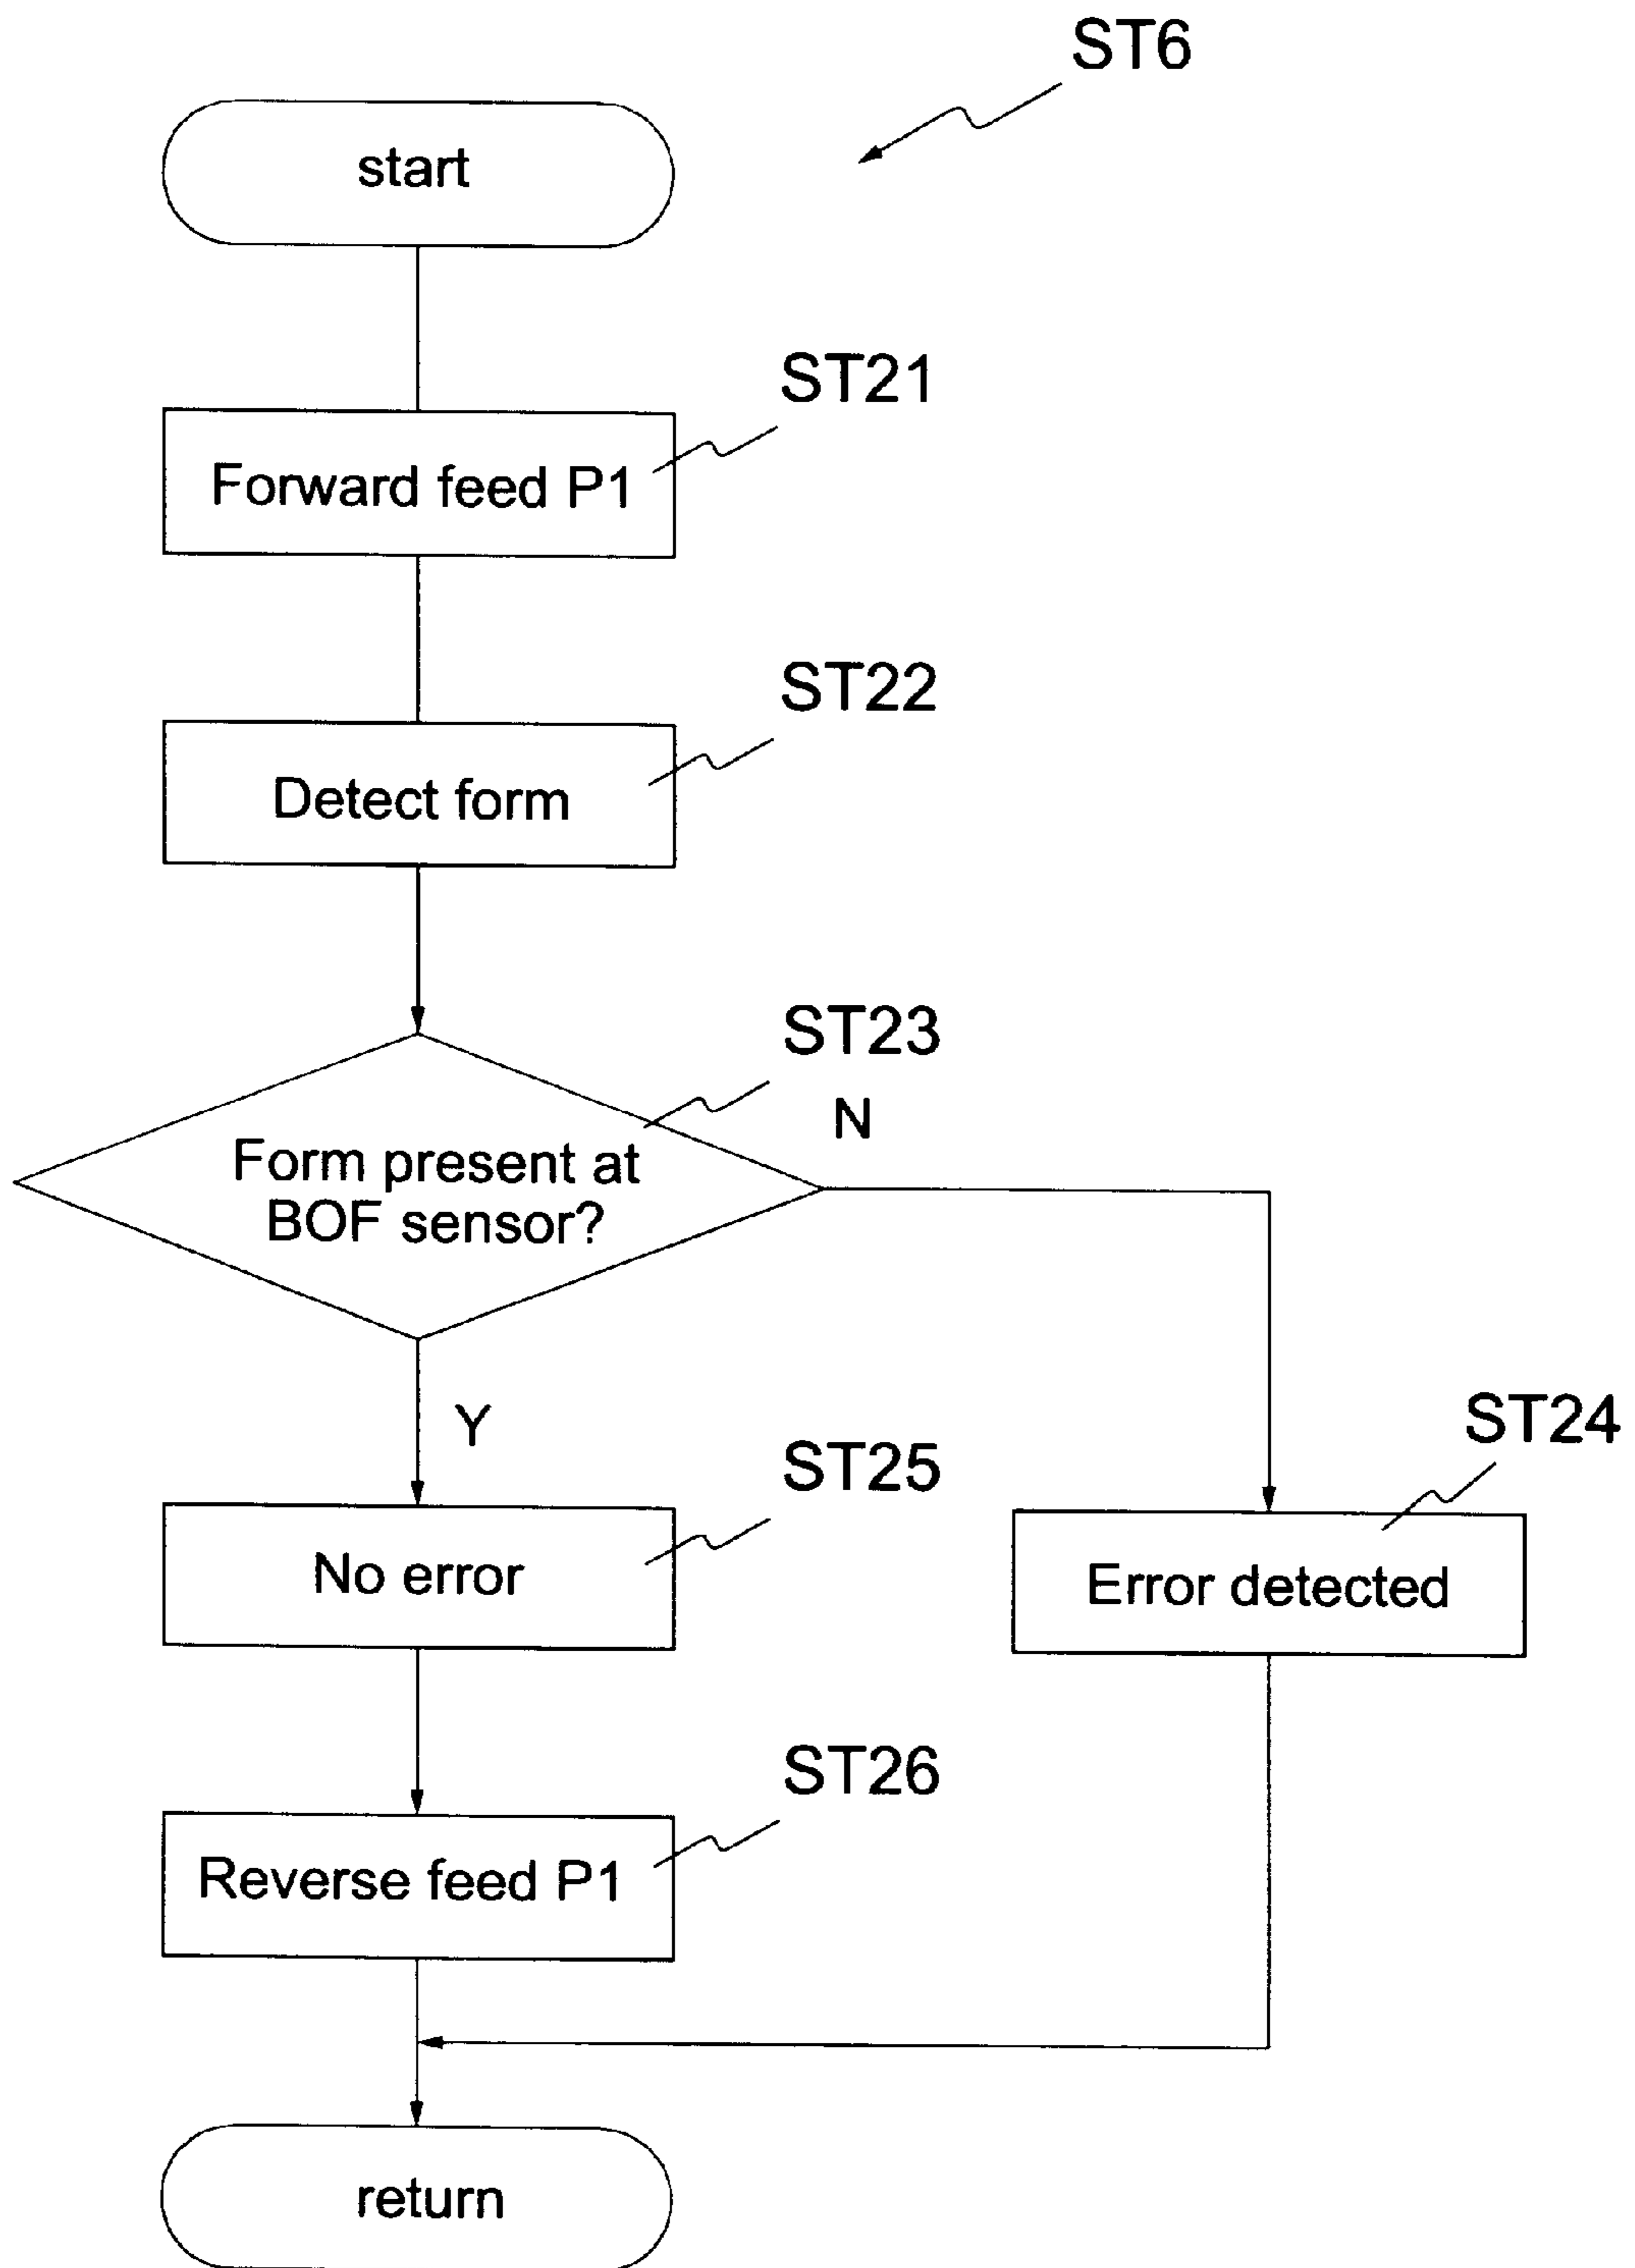 ST6
start
ST21
Forward feed P1
ST22
Detect form
ST23
N
Form present at
BOF sensor?
Y
ST24
ST25
No error
Error detected
ST26
Reverse feed P1
return